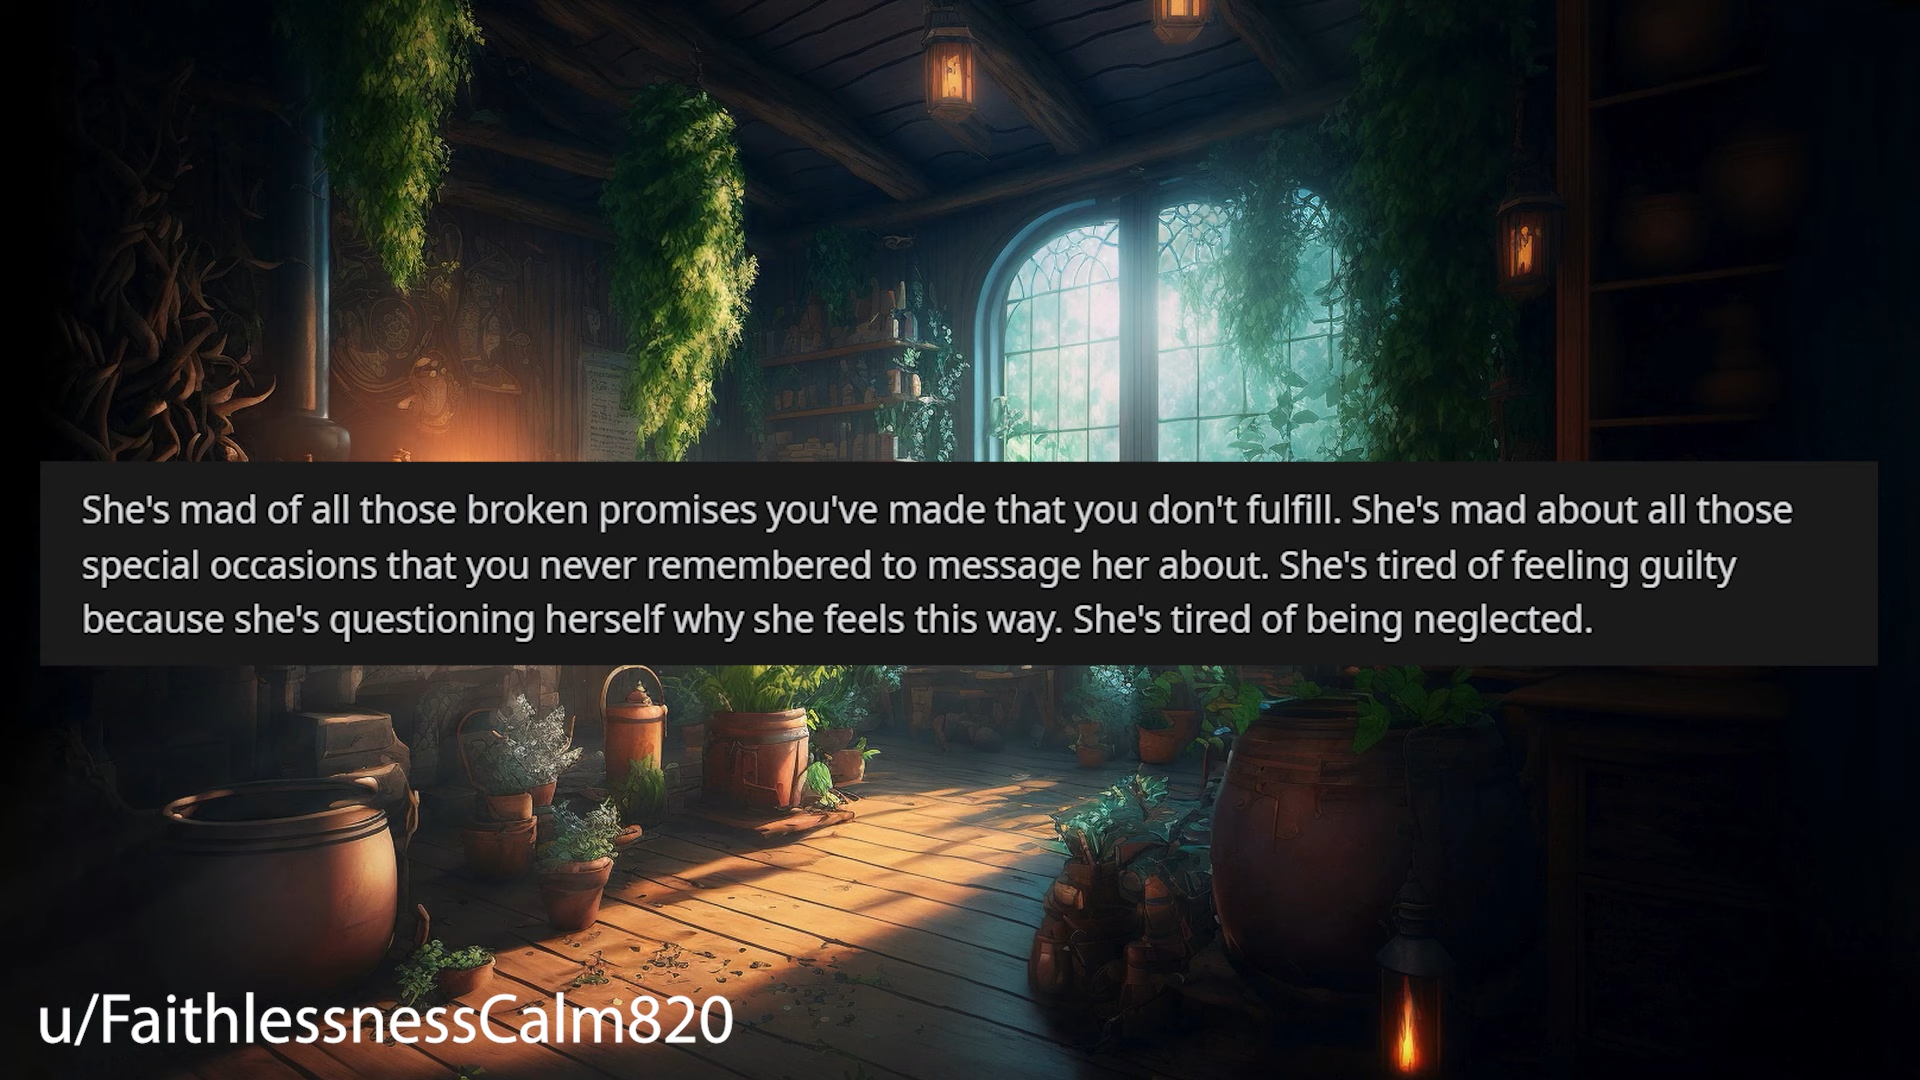 She's mad of all those broken promises you've made that you don't fulfill. She's mad about all those
special occasions that you never remembered to message her about. She's tired of feeling guilty
because she's questioning herself why she feels this way. She's tired of being neglected.
u/FaithlessnessCalm820